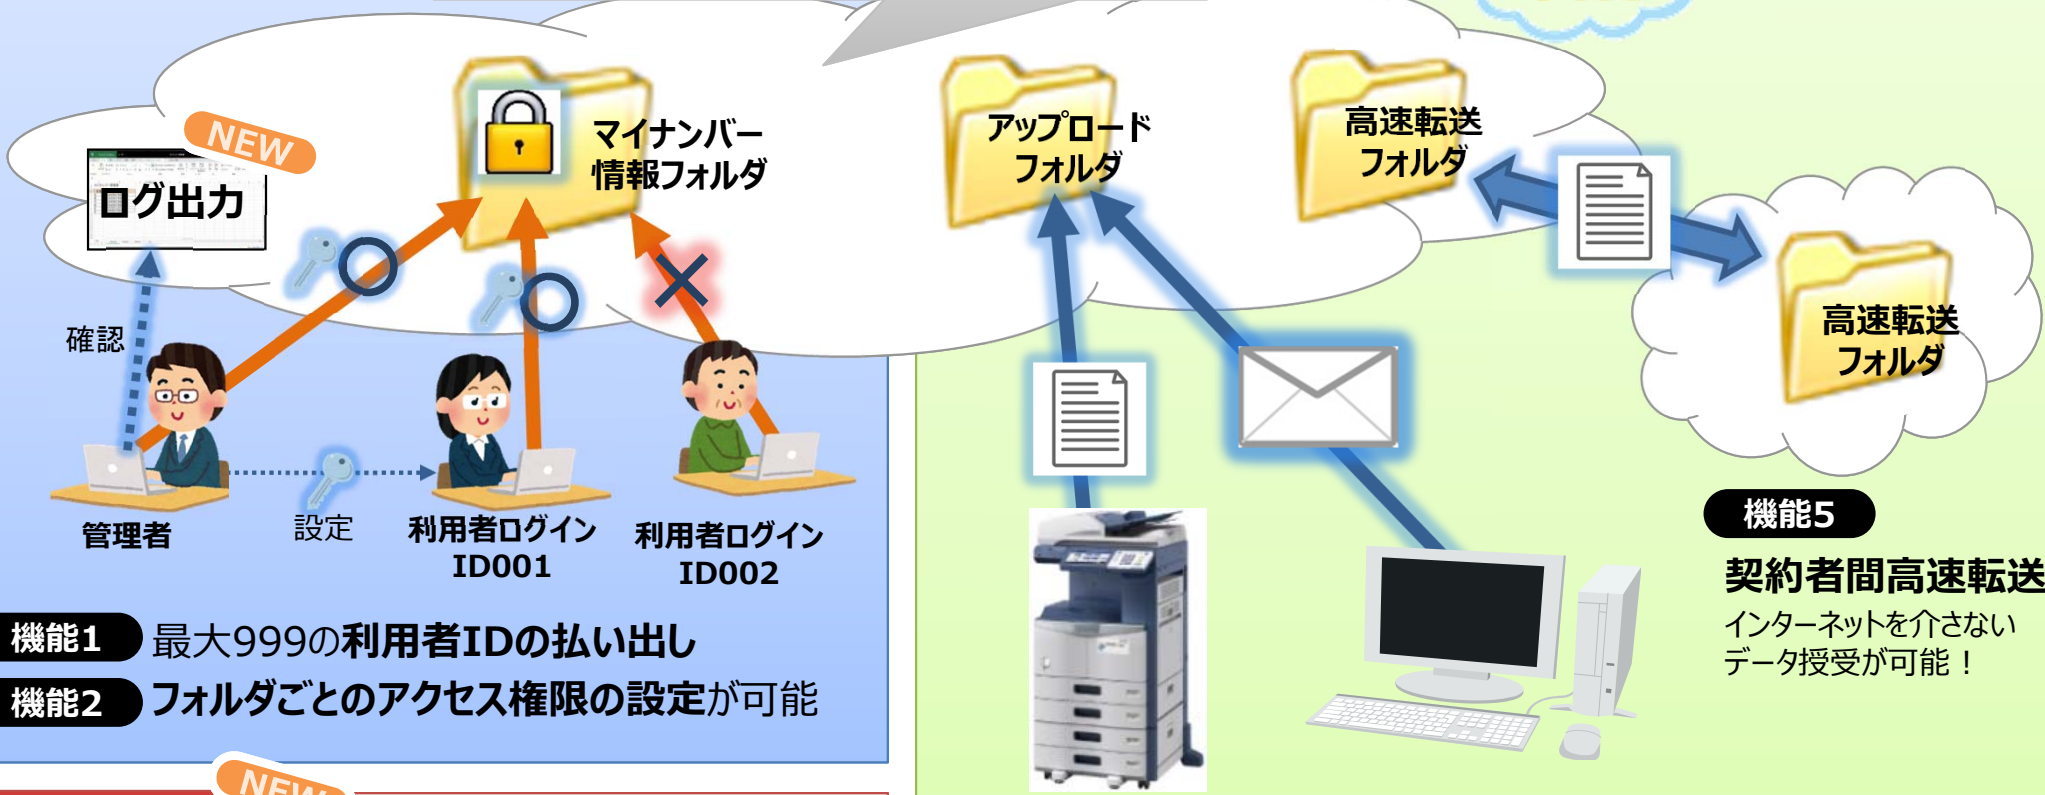 NEW
ログ出力
マイナンバー
情報フォルダ
アップロード
フォルダ
高速転送
フォルダ
確認
高速転送
フォルダ
管理者
設定
利用者ログイン
ID001
利用者ログイン
ID002
機能1 最大999の利用者IDの払い出し
機能2 フォルダごとのアクセス権限の設定が可能
機能5
契約者間高速転送
インターネットを介さない
データ授受が可能！
NEW